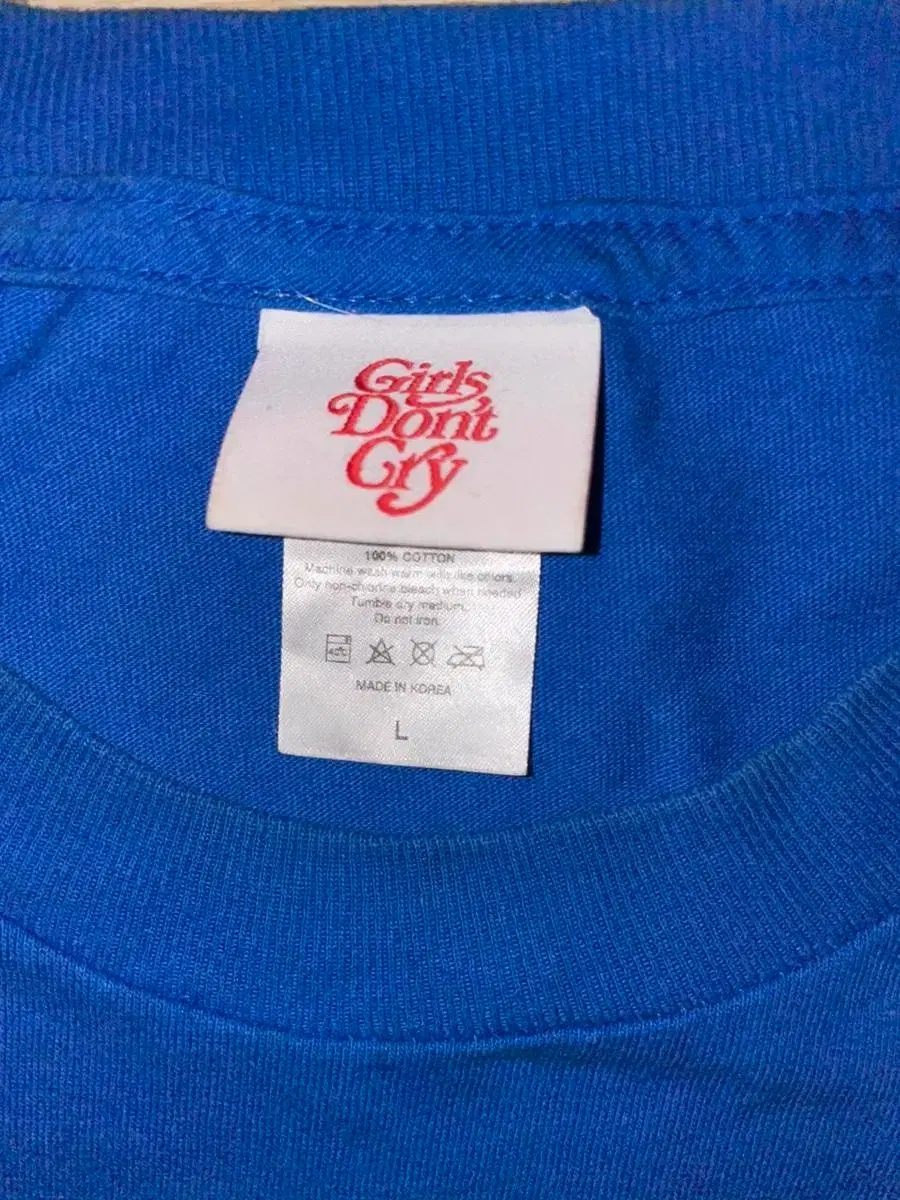 Girls
Don't
Cry
100% COTTON
Machine wash warm with like colors.
Only non-chlorine bleach when needed
Tumble dry medium.
Do not iron.
40℃
MADE IN KOREA
L